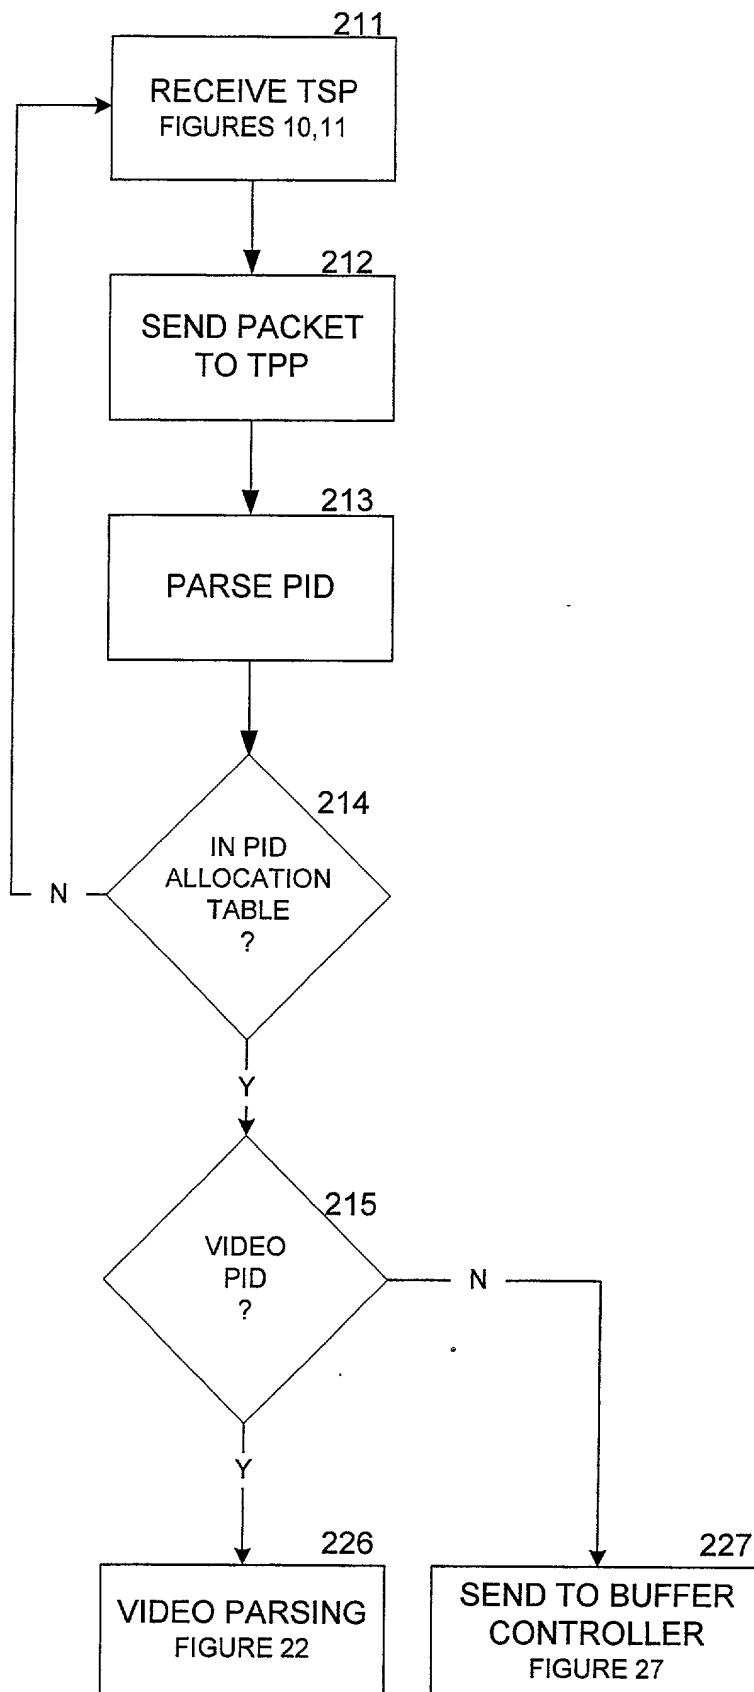 211
RECEIVE TSP
FIGURES 10,11
212
SEND PACKET
TO TPP
213
PARSE PID
214
IN PID
ALLOCATION
TABLE
?
N
Y
215
VIDEO
PID
?
N
Y
226
VIDEO PARSING
FIGURE 22
227
SEND TO BUFFER
CONTROLLER
FIGURE 27